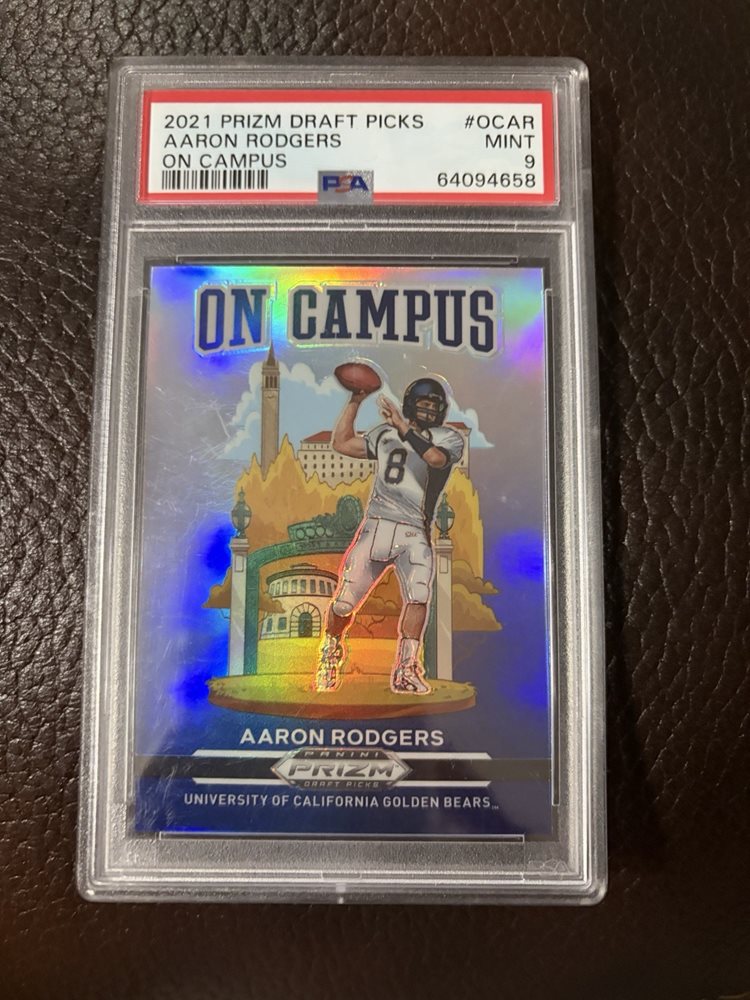 2021 PRIZM DRAFT PICKS #OCAR
AARON RODGERS MINT
ON CAMPUS 9
PSA 64094658
ON CAMPUS
8
AARON RODGERS
PANINI
PRIZM
DRAFT PICKS
UNIVERSITY OF CALIFORNIA GOLDEN BEARS™